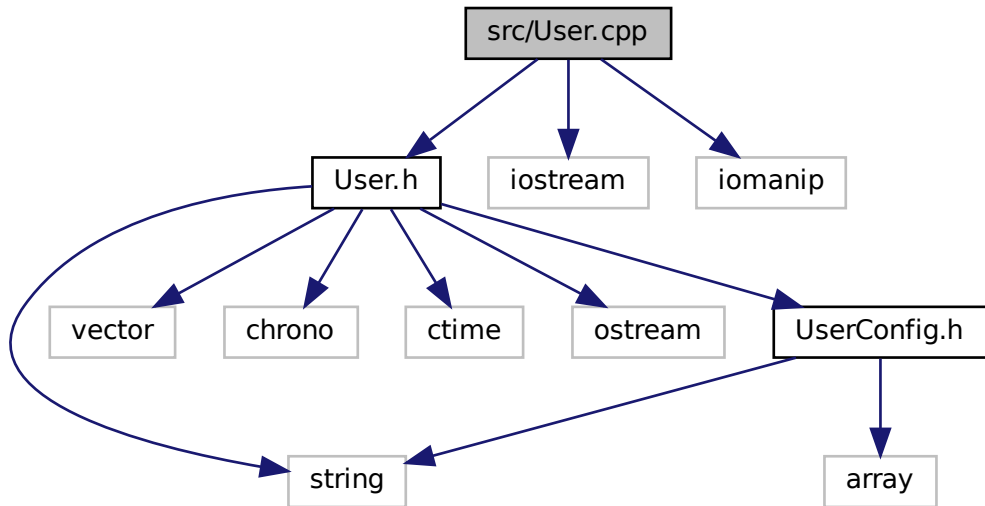 src/User.cpp
User.h
iostream
iomanip
vector
chrono
ctime
ostream
UserConfig.h
string
array